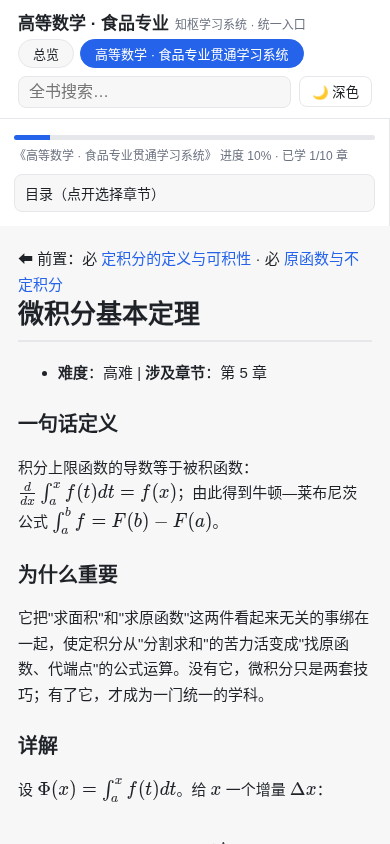 高等数学 · 食品专业 知枢学习系统 · 统一入口
总览 高等数学 · 食品专业贯通学习系统
全书搜索… 🌙 深色
《高等数学 · 食品专业贯通学习系统》 进度 10% · 已学 1/10 章
目录（点开选择章节）
⬅ 前置：必 定积分的定义与可积性 · 必 原函数与不
定积分
微积分基本定理
• 难度：高难 | 涉及章节：第 5 章
一句话定义
积分上限函数的导数等于被积函数：
$\frac{d}{dx}\int_a^x f(t)dt = f(x)$；由此得到牛顿—莱布尼茨
公式 $\int_a^b f = F(b) - F(a)$。
为什么重要
它把"求面积"和"求原函数"这两件看起来无关的事绑在
一起，使定积分从"分割求和"的苦力活变成"找原函
数、代端点"的公式运算。没有它，微积分只是两套技
巧；有了它，才成为一门统一的学科。
详解
设 $\Phi(x) = \int_a^x f(t)dt$。给 $x$ 一个增量 $\Delta x$：